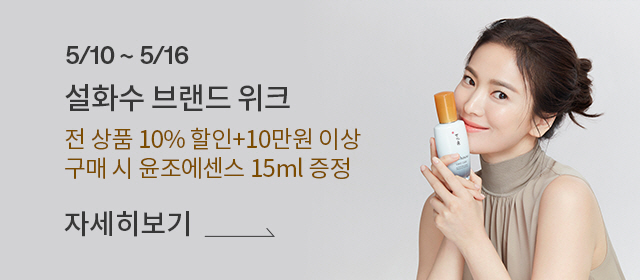 5/10 ~ 5/16
설화수 브랜드 위크
전 상품 10% 할인+10만원 이상
구매 시 윤조에센스 15ml 증정
자세히보기